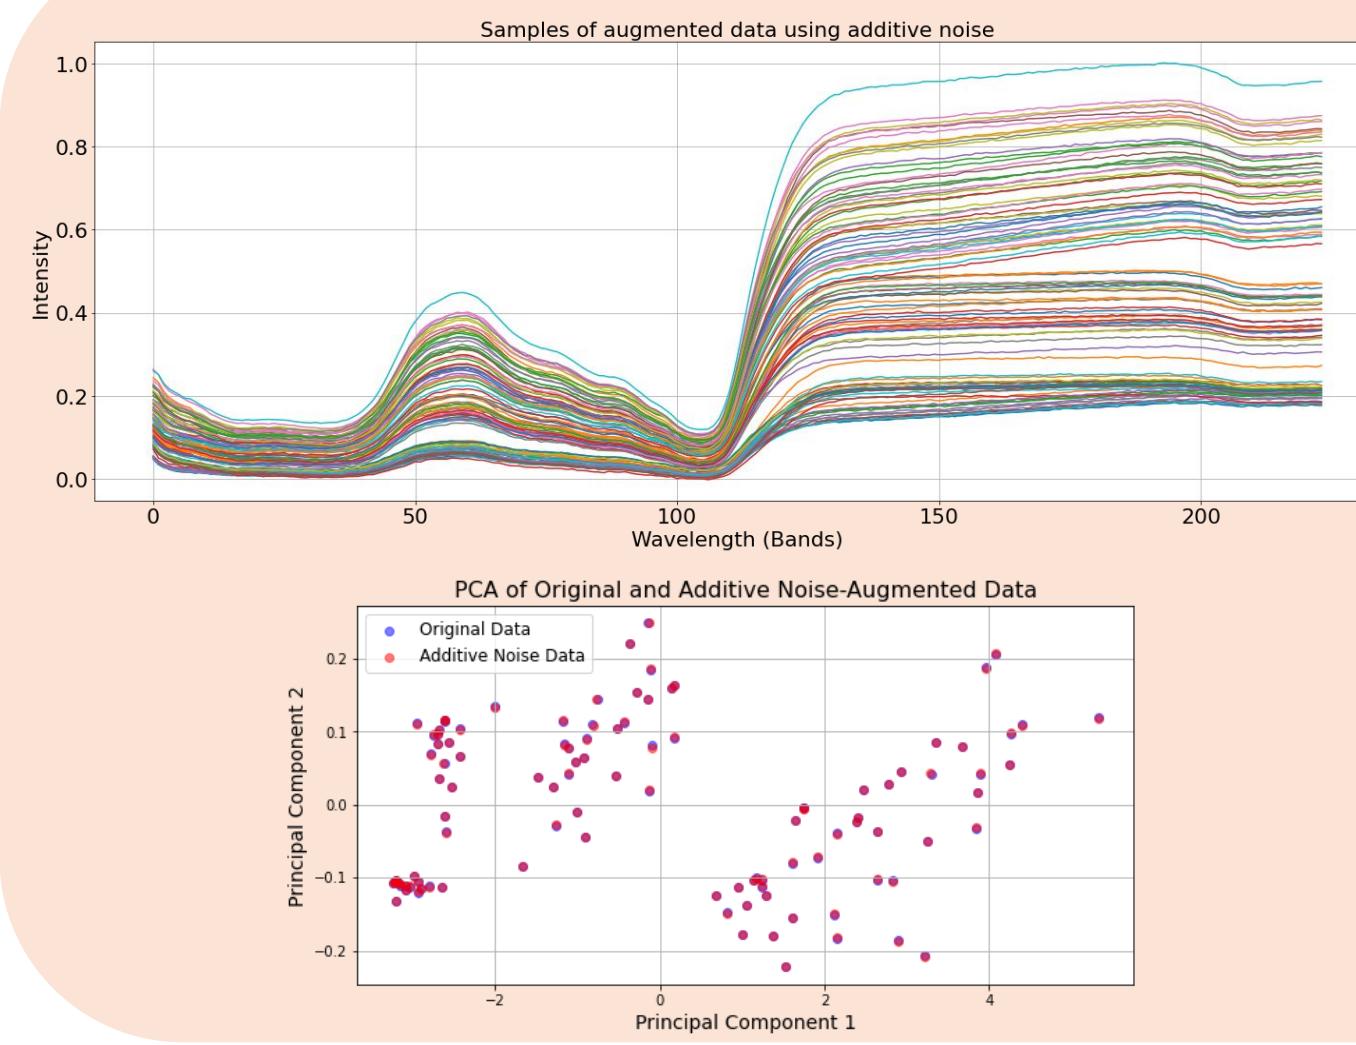 Samples of augmented data using additive noise
1.0
0.8
0.6
0.4
0.2
0.0
Intensity
0 50 100 150 200
Wavelength (Bands)
PCA of Original and Additive Noise-Augmented Data
Original Data
Additive Noise Data
0.2
0.1
0.0
−0.1
−0.2
Principal Component 2
−2 0 2 4
Principal Component 1